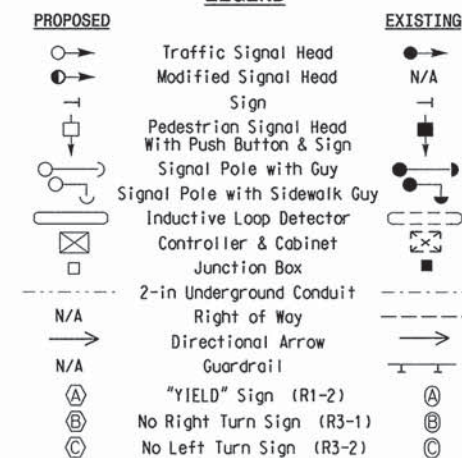 LEGEND
PROPOSED EXISTING
Traffic Signal Head
Modified Signal Head N/A
Sign
Pedestrian Signal Head
With Push Button & Sign
Signal Pole with Guy
Signal Pole with Sidewalk Guy
Inductive Loop Detector
Controller & Cabinet
Junction Box
2-in Underground Conduit
N/A Right of Way
Directional Arrow
N/A Guardrail
A "YIELD" Sign (R1-2) A
B No Right Turn Sign (R3-1) B
C No Left Turn Sign (R3-2) C